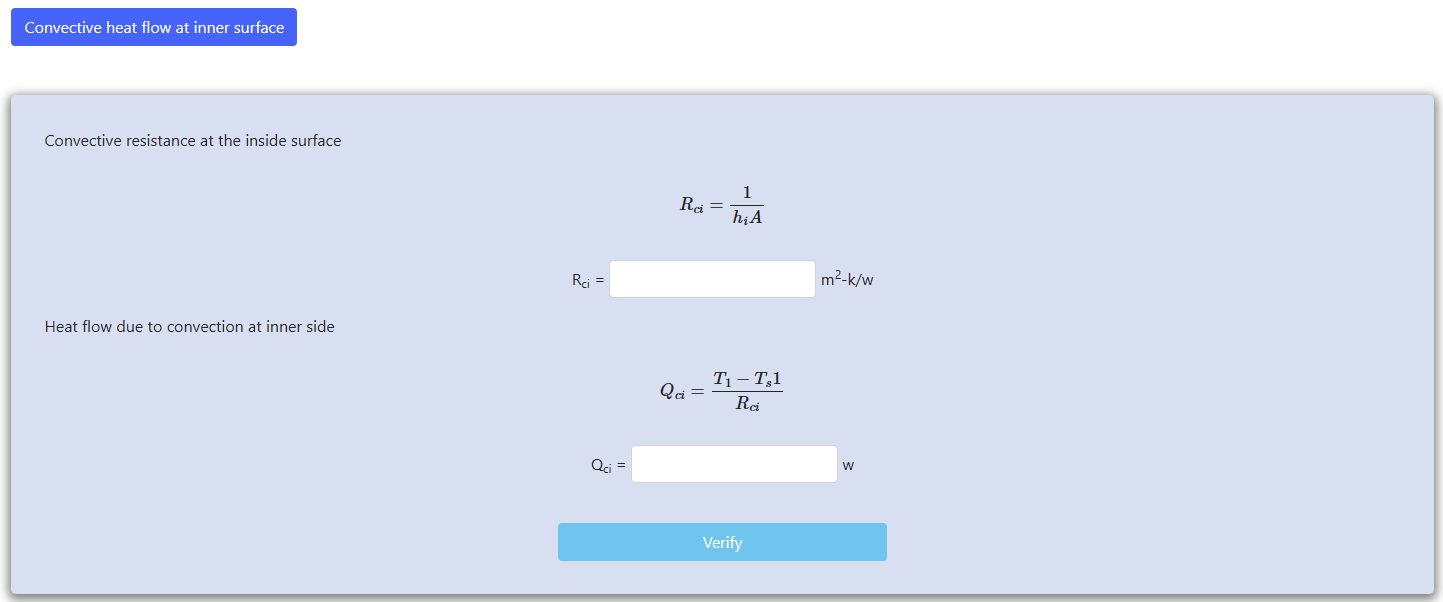 Convective heat flow at inner surface
Convective resistance at the inside surface
R_{ci} = \frac{1}{h_i A}
R_{ci} = m^2-k/w
Heat flow due to convection at inner side
Q_{ci} = \frac{T_1 - T_s 1}{R_{ci}}
Q_{ci} = w
Verify